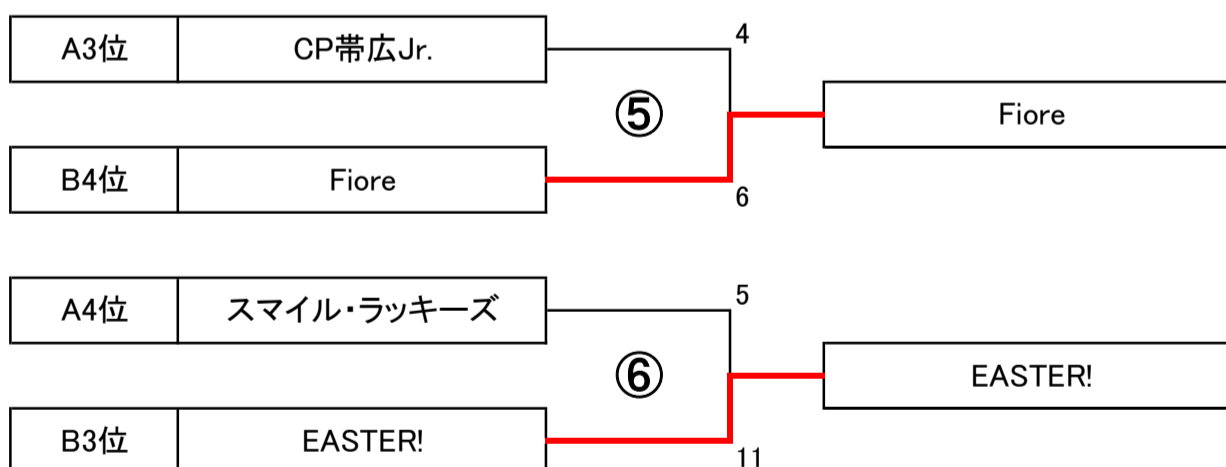 A3位 CP帯広Jr. 4
⑤ Fiore
B4位 Fiore 6
A4位 スマイル・ラッキーズ 5
⑥ EASTER!
B3位 EASTER! 11